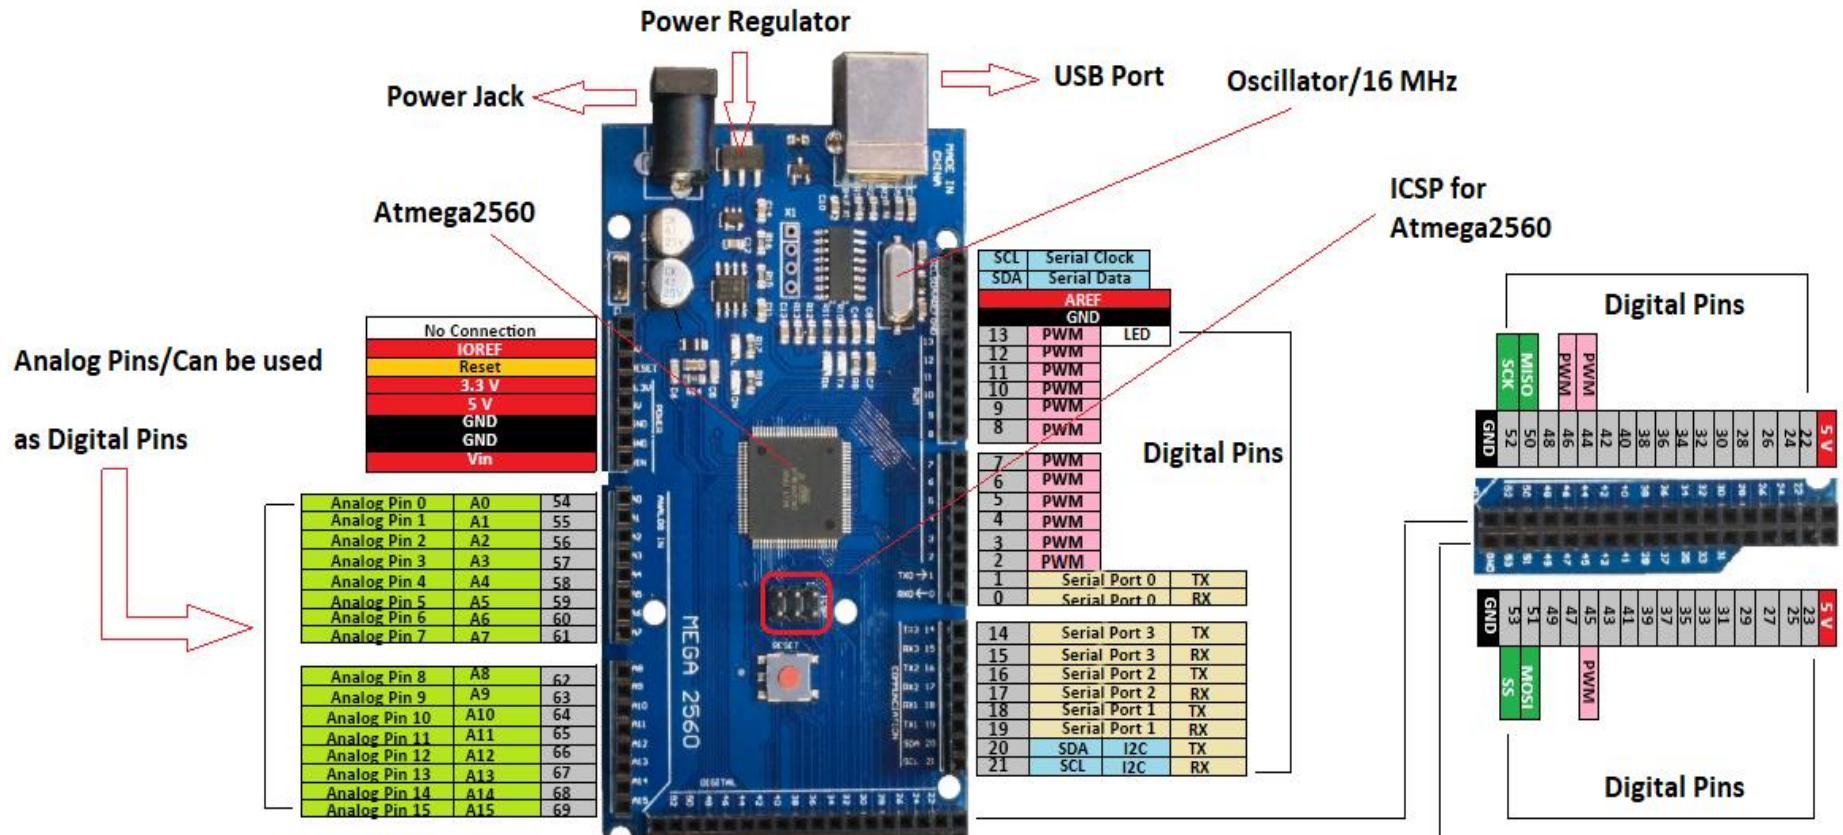 Power Regulator
Power Jack
USB Port
Oscillator/16 MHz
Atmega2560
ICSP for
Atmega2560
Analog Pins/Can be used
as Digital Pins
No Connection
IOREF
Reset
3.3 V
5 V
GND
GND
Vin
Analog Pin 0 A0 54
Analog Pin 1 A1 55
Analog Pin 2 A2 56
Analog Pin 3 A3 57
Analog Pin 4 A4 58
Analog Pin 5 A5 59
Analog Pin 6 A6 60
Analog Pin 7 A7 61
Analog Pin 8 A8 62
Analog Pin 9 A9 63
Analog Pin 10 A10 64
Analog Pin 11 A11 65
Analog Pin 12 A12 66
Analog Pin 13 A13 67
Analog Pin 14 A14 68
Analog Pin 15 A15 69
MADE IN
CHINA
X1
RESET
MEGA 2560
POWER
ANALOG IN
PWM
COMMUNICATION
DIGITAL
SCL Serial Clock
SDA Serial Data
AREF
GND
13 PWM LED
12 PWM
11 PWM
10 PWM
9 PWM
8 PWM
7 PWM
6 PWM
5 PWM
4 PWM
3 PWM
2 PWM
1 Serial Port 0 TX
0 Serial Port 0 RX
14 Serial Port 3 TX
15 Serial Port 3 RX
16 Serial Port 2 TX
17 Serial Port 2 RX
18 Serial Port 1 TX
19 Serial Port 1 RX
20 SDA I2C TX
21 SCL I2C RX
Digital Pins
Digital Pins
SCK MISO PWM PWM
GND 52 50 48 46 44 42 40 38 36 34 32 30 28 26 24 22 5 V
GND 53 51 49 47 45 43 41 39 37 35 33 31 29 27 25 23 5 V
SS MOSI PWM
Digital Pins